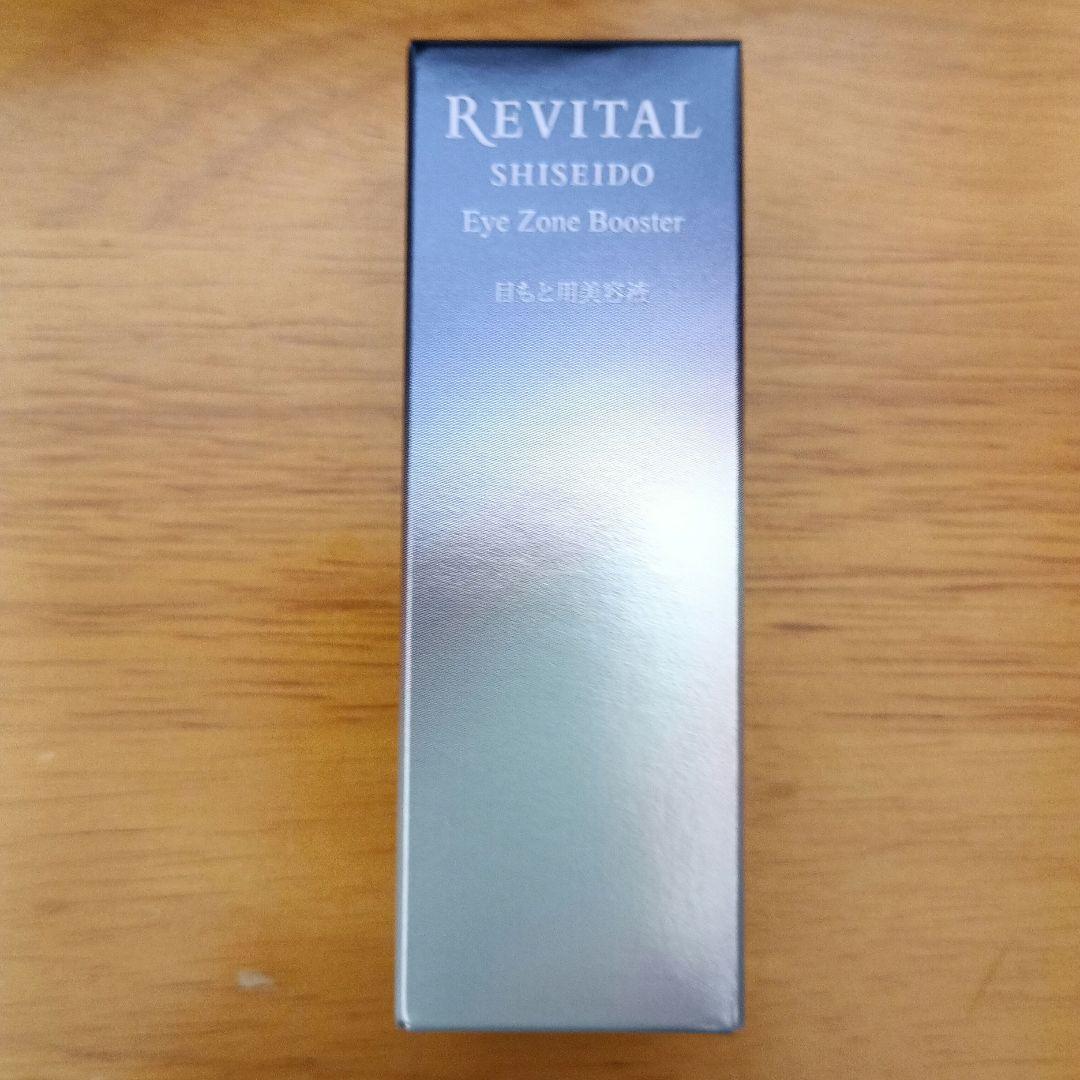 REVITAL
SHISEIDO
Eye Zone Booster
目もと用美容液